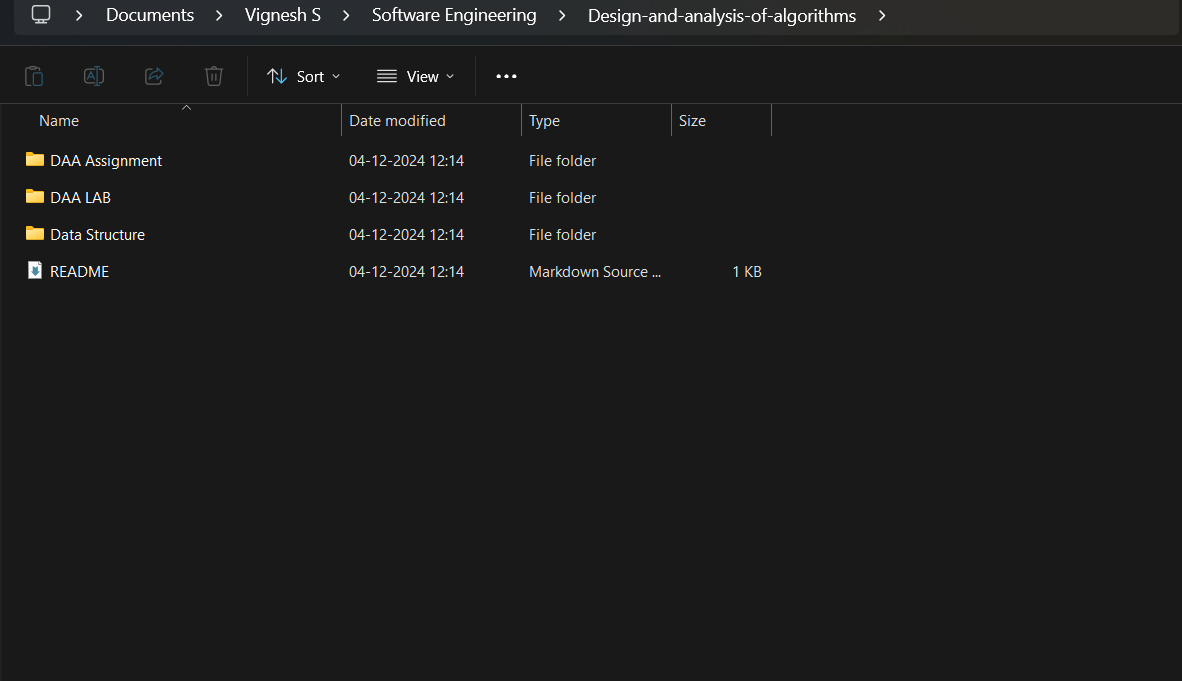 Documents > Vignesh S > Software Engineering > Design-and-analysis-of-algorithms >
Sort View ...
Name Date modified Type Size
DAA Assignment 04-12-2024 12:14 File folder
DAA LAB 04-12-2024 12:14 File folder
Data Structure 04-12-2024 12:14 File folder
README 04-12-2024 12:14 Markdown Source ... 1 KB